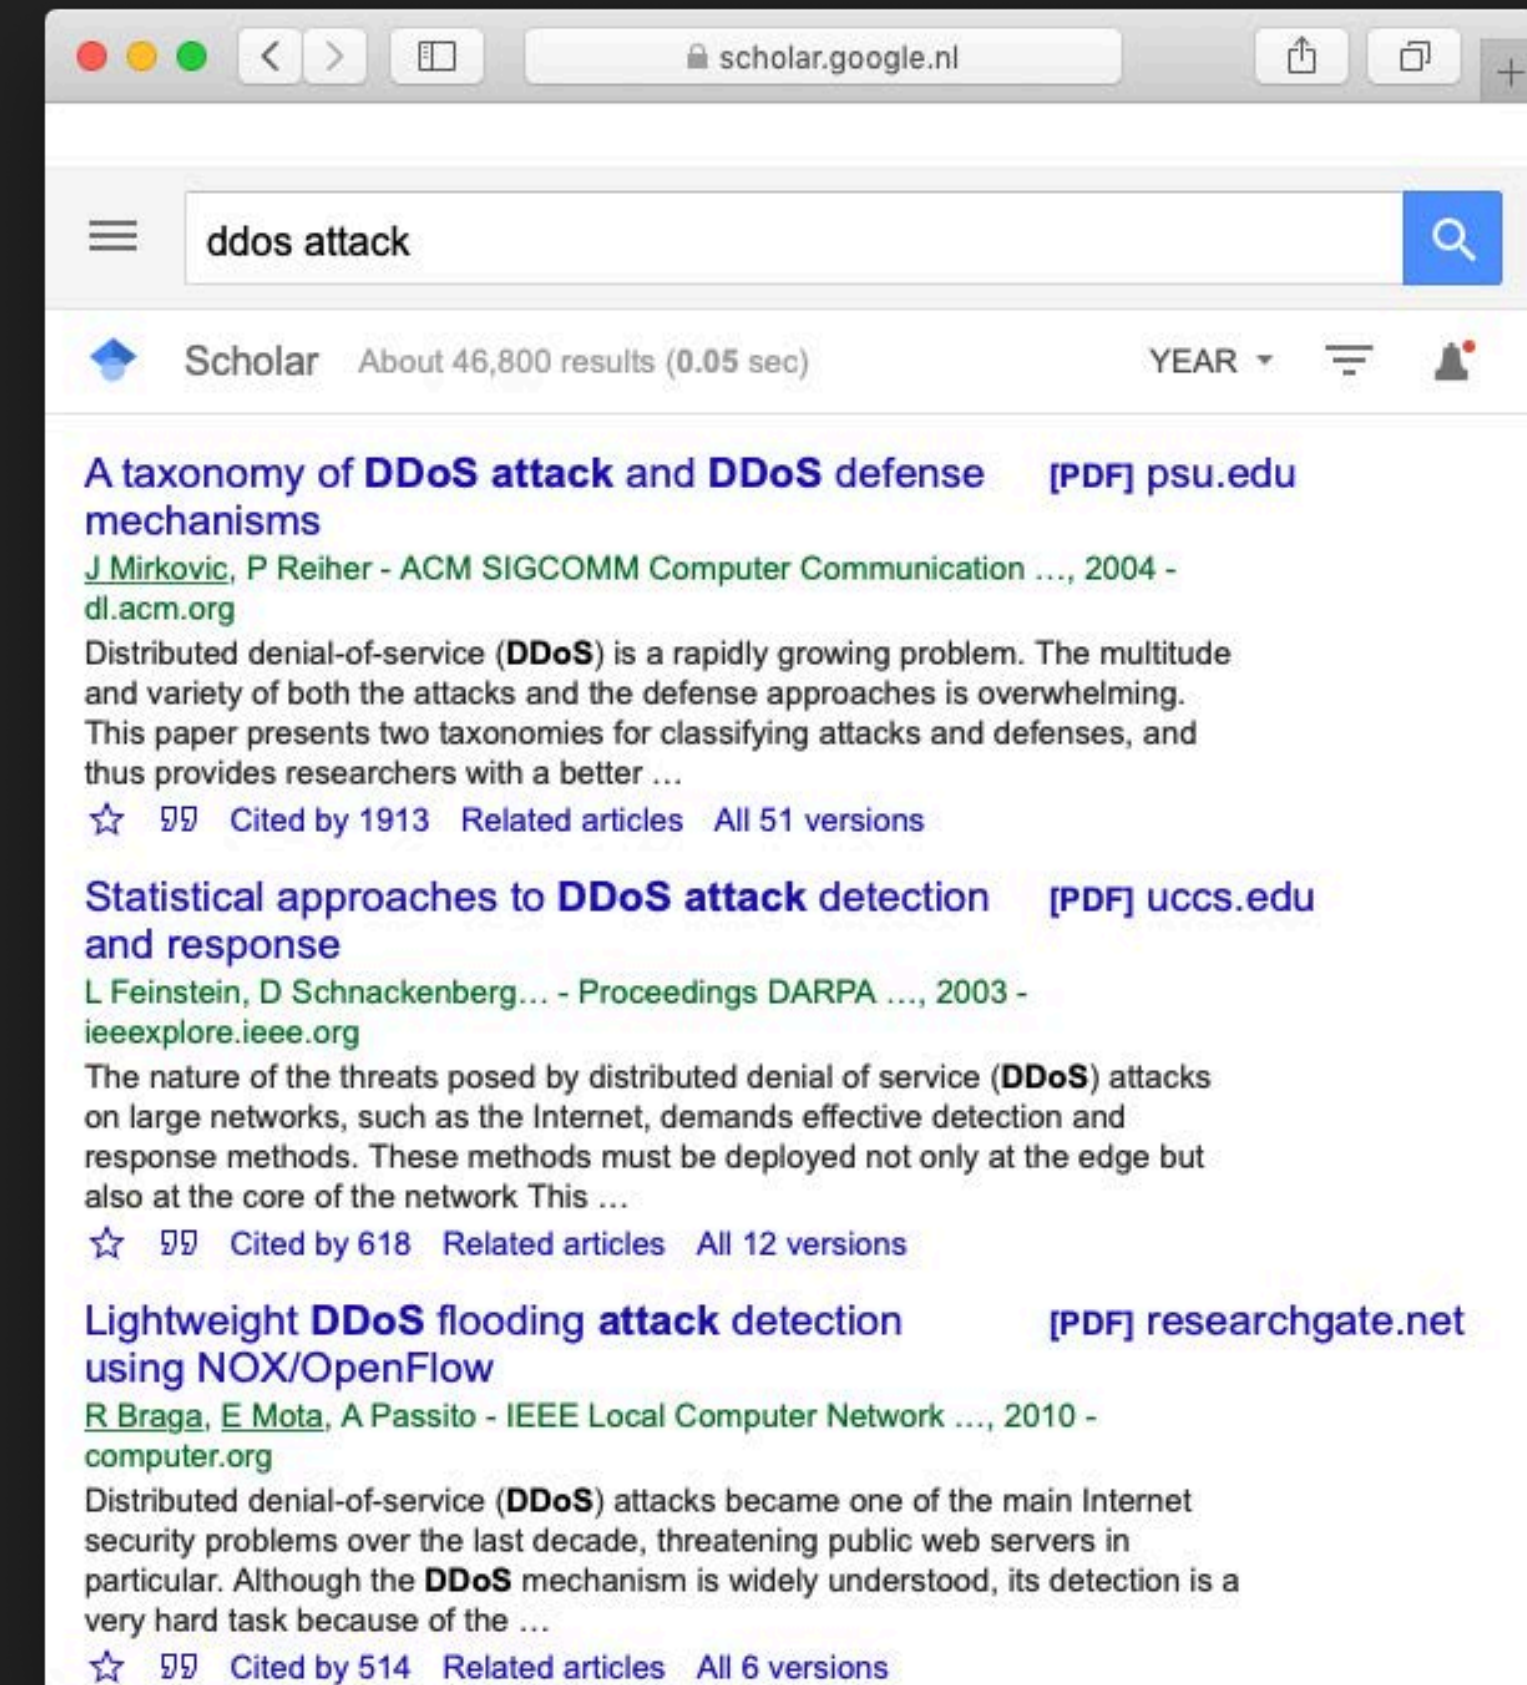 scholar.google.nl
ddos attack
Scholar About 46,800 results (0.05 sec) YEAR
A taxonomy of DDoS attack and DDoS defense [PDF] psu.edu
mechanisms
J Mirkovic, P Reiher - ACM SIGCOMM Computer Communication …, 2004 -
dl.acm.org
Distributed denial-of-service (DDoS) is a rapidly growing problem. The multitude
and variety of both the attacks and the defense approaches is overwhelming.
This paper presents two taxonomies for classifying attacks and defenses, and
thus provides researchers with a better …
Cited by 1913 Related articles All 51 versions
Statistical approaches to DDoS attack detection [PDF] uccs.edu
and response
L Feinstein, D Schnackenberg… - Proceedings DARPA …, 2003 -
ieeexplore.ieee.org
The nature of the threats posed by distributed denial of service (DDoS) attacks
on large networks, such as the Internet, demands effective detection and
response methods. These methods must be deployed not only at the edge but
also at the core of the network This …
Cited by 618 Related articles All 12 versions
Lightweight DDoS flooding attack detection [PDF] researchgate.net
using NOX/OpenFlow
R Braga, E Mota, A Passito - IEEE Local Computer Network …, 2010 -
computer.org
Distributed denial-of-service (DDoS) attacks became one of the main Internet
security problems over the last decade, threatening public web servers in
particular. Although the DDoS mechanism is widely understood, its detection is a
very hard task because of the …
Cited by 514 Related articles All 6 versions